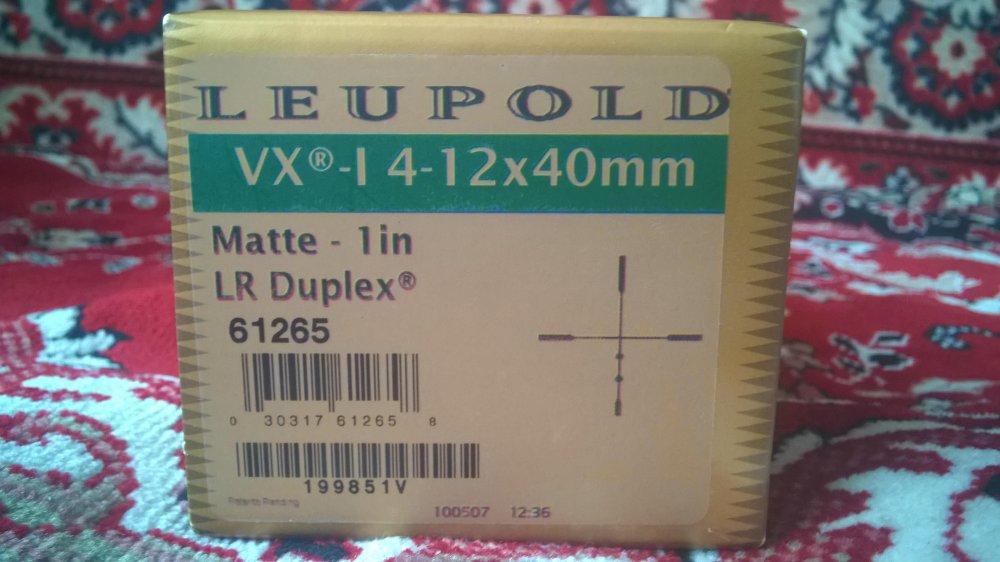 LEUPOLD
VX®-I 4-12x40mm
Matte - 1in
LR Duplex®
61265
0 30317 61265 8
199851V
Patents Pending
100507 12:36